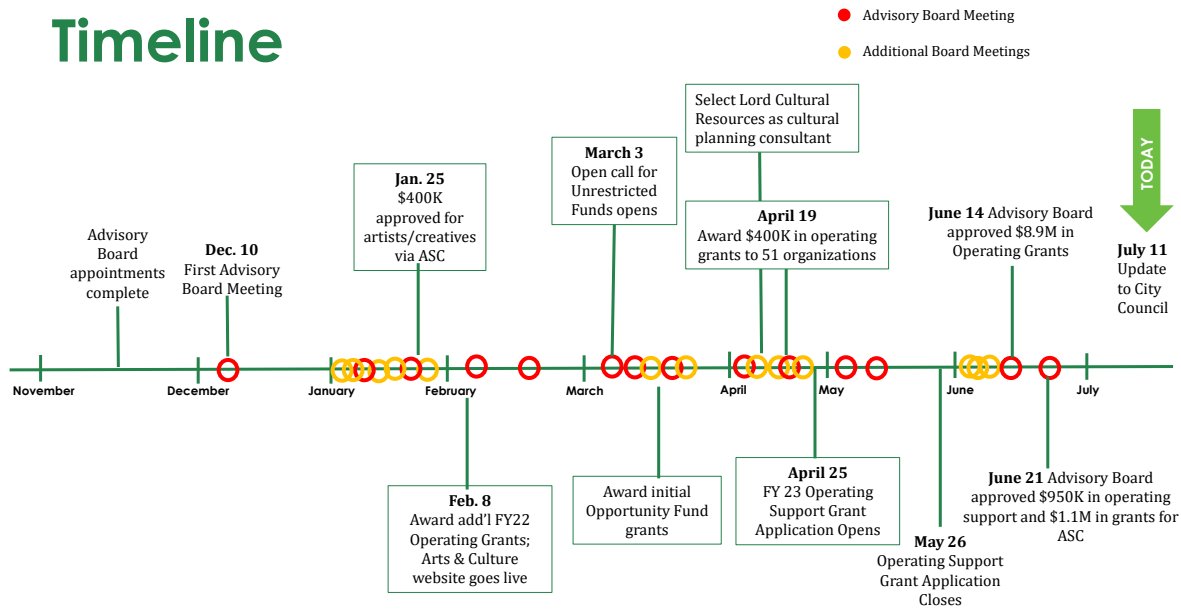 Timeline
Advisory Board Meeting
Additional Board Meetings
Advisory
Board
appointments
complete
Dec. 10
First Advisory
Board Meeting
Jan. 25
$400K
approved for
artists/creatives
via ASC
March 3
Open call for
Unrestricted
Funds opens
Select Lord Cultural
Resources as cultural
planning consultant
April 19
Award $400K in operating
grants to 51 organizations
June 14 Advisory Board
approved $8.9M in
Operating Grants
TODAY
July 11
Update
to City
Council
November
December
January
February
March
April
May
June
July
Feb. 8
Award add'l FY22
Operating Grants;
Arts & Culture
website goes live
Award initial
Opportunity Fund
grants
April 25
FY 23 Operating
Support Grant
Application Opens
May 26
Operating Support
Grant Application
Closes
June 21 Advisory Board
approved $950K in operating
support and $1.1M in grants for
ASC